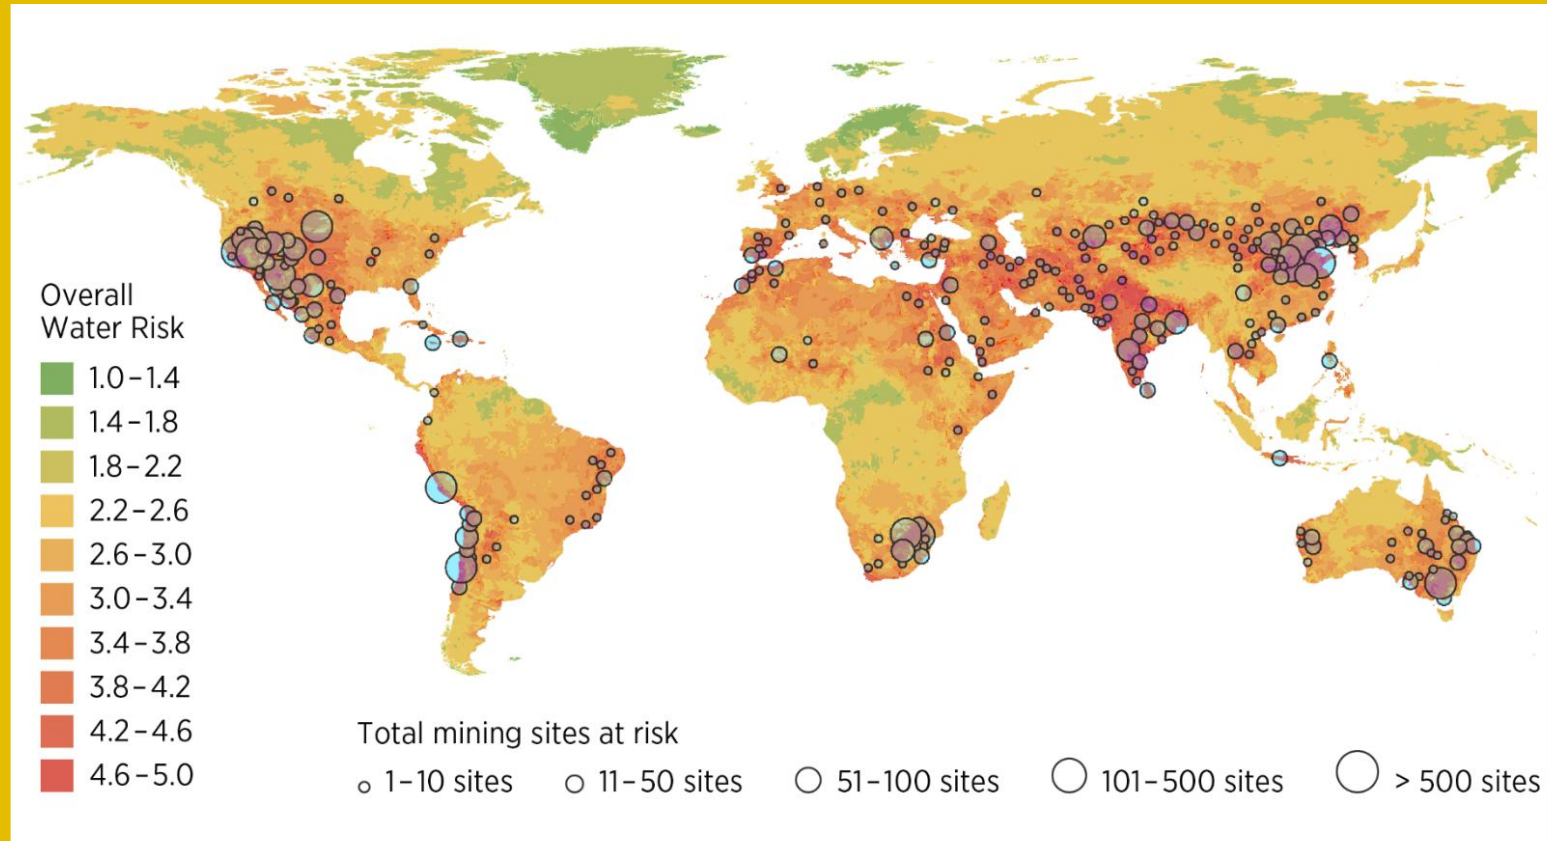 Overall
Water Risk
1.0–1.4
1.4–1.8
1.8–2.2
2.2–2.6
2.6–3.0
3.0–3.4
3.4–3.8
3.8–4.2
4.2–4.6
4.6–5.0
Total mining sites at risk
1–10 sites
11–50 sites
51–100 sites
101–500 sites
> 500 sites